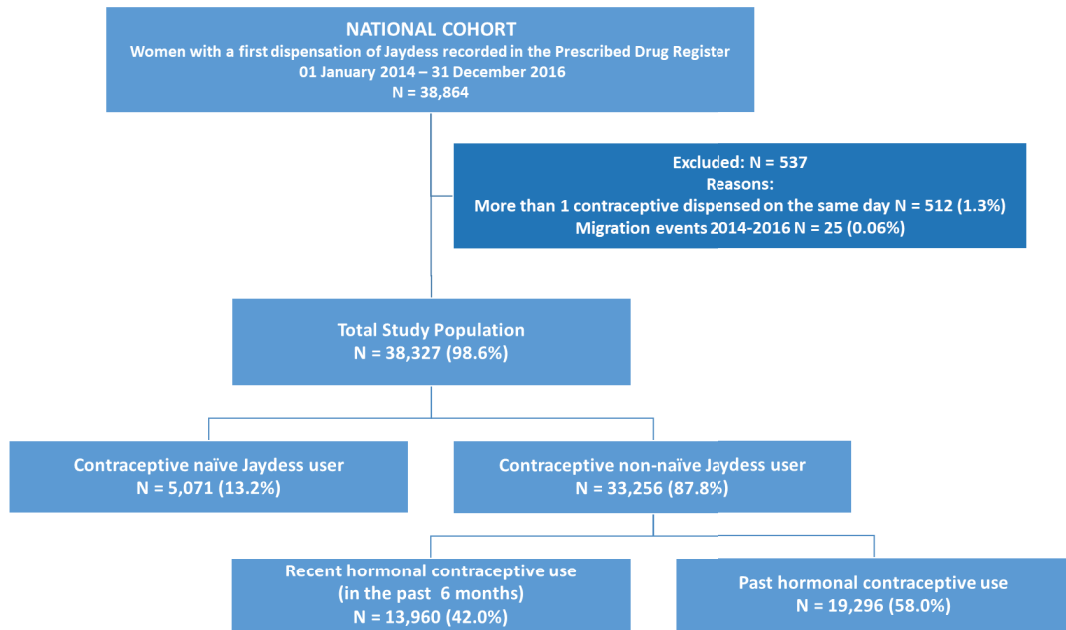 NATIONAL COHORT
Women with a first dispensation of Jaydess recorded in the Prescribed Drug Register
01 January 2014 – 31 December 2016
N = 38,864
Excluded: N = 537
Reasons:
More than 1 contraceptive dispensed on the same day N = 512 (1.3%)
Migration events 2014-2016 N = 25 (0.06%)
Total Study Population
N = 38,327 (98.6%)
Contraceptive naïve Jaydess user
N = 5,071 (13.2%)
Contraceptive non-naïve Jaydess user
N = 33,256 (87.8%)
Recent hormonal contraceptive use
(in the past 6 months)
N = 13,960 (42.0%)
Past hormonal contraceptive use
N = 19,296 (58.0%)